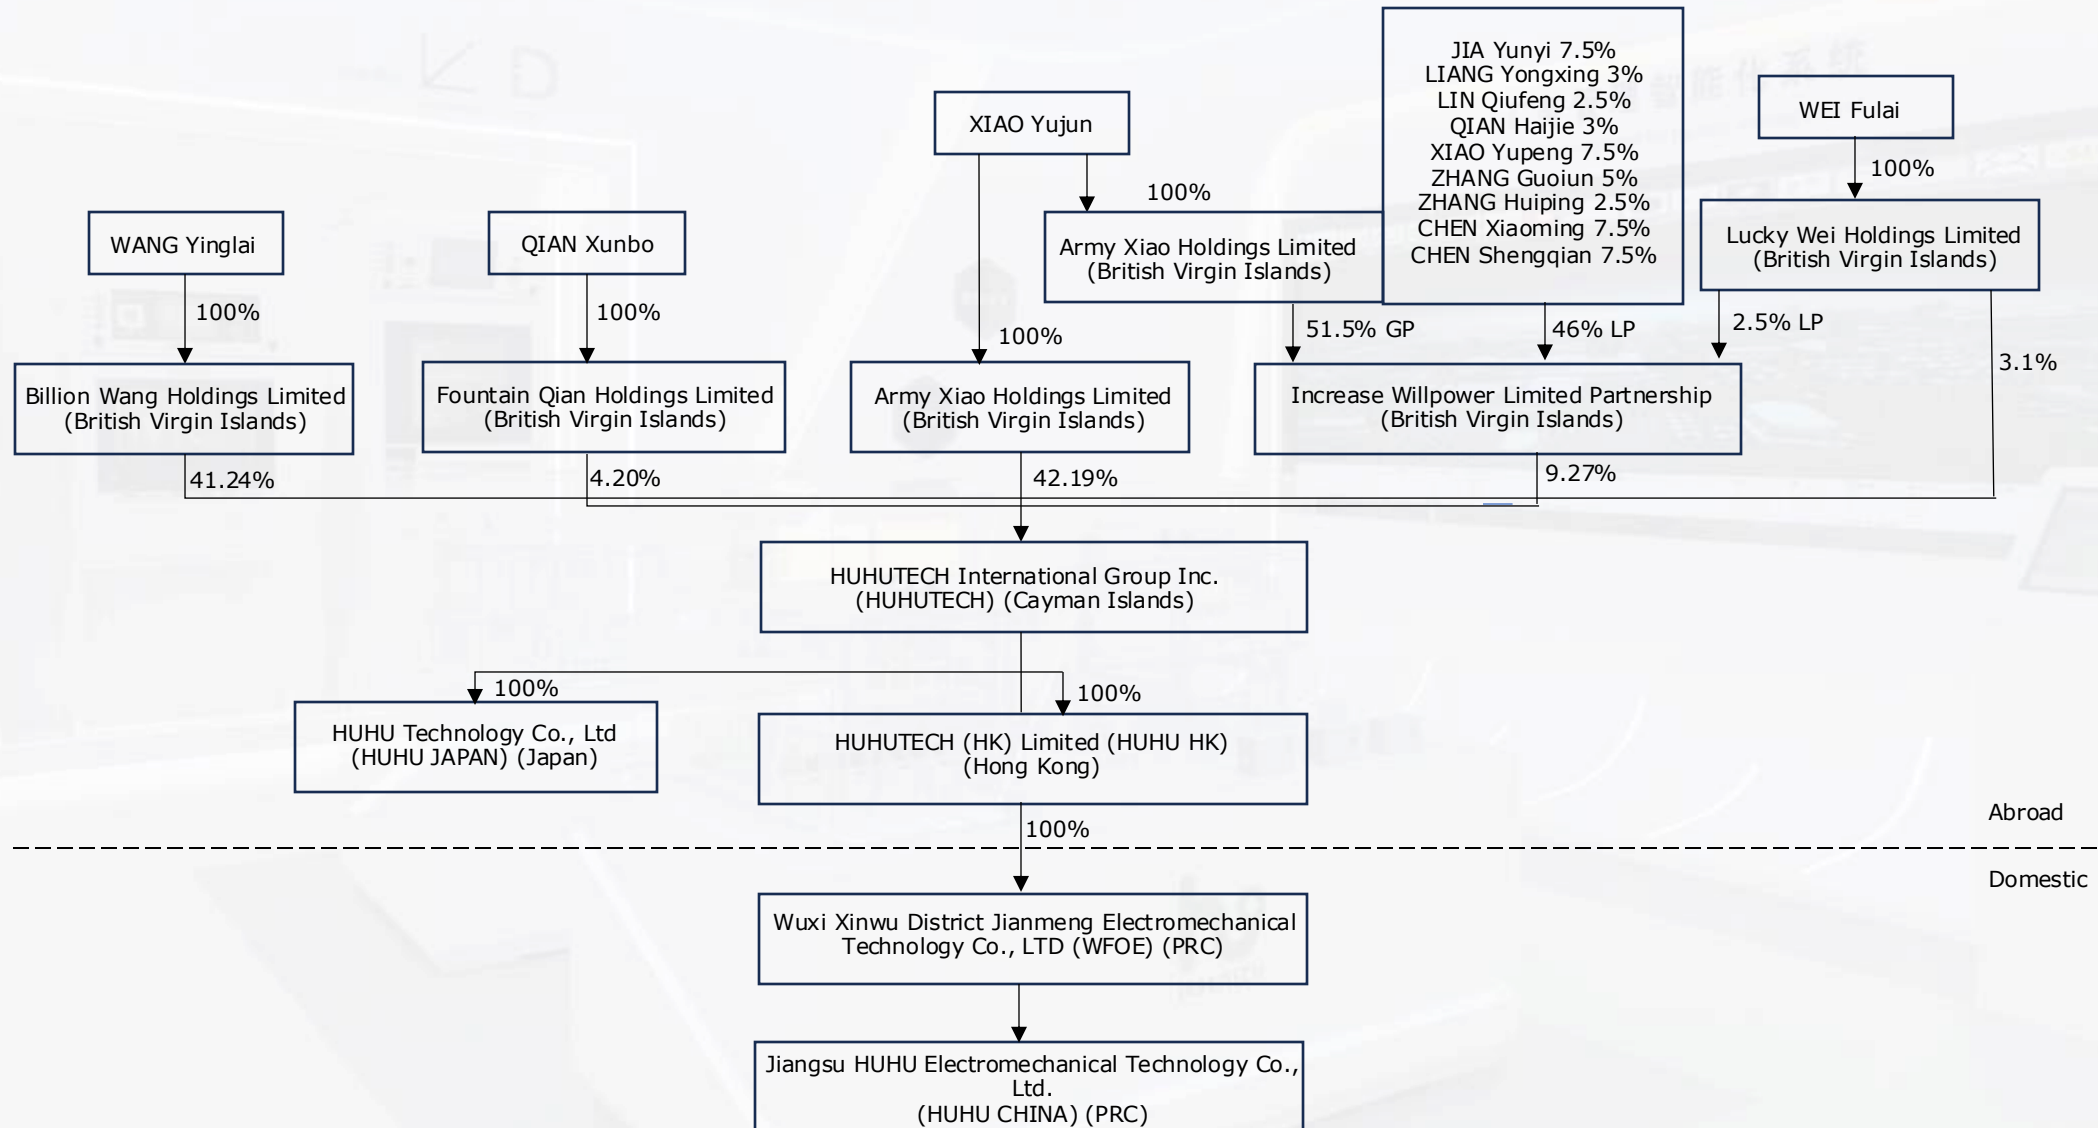 JIA Yunyi 7.5%
LIANG Yongxing 3%
LIN Qiufeng 2.5%
QIAN Haijie 3%
XIAO Yupeng 7.5%
ZHANG Guoiun 5%
ZHANG Huiping 2.5%
CHEN Xiaoming 7.5%
CHEN Shengqian 7.5%
XIAO Yujun
WEI Fulai
100%
100%
WANG Yinglai
QIAN Xunbo
Army Xiao Holdings Limited
(British Virgin Islands)
Lucky Wei Holdings Limited
(British Virgin Islands)
100%
100%
100%
51.5% GP
46% LP
2.5% LP
3.1%
Billion Wang Holdings Limited
(British Virgin Islands)
Fountain Qian Holdings Limited
(British Virgin Islands)
Army Xiao Holdings Limited
(British Virgin Islands)
Increase Willpower Limited Partnership
(British Virgin Islands)
41.24%
4.20%
42.19%
9.27%
HUHUTECH International Group Inc.
(HUHUTECH) (Cayman Islands)
100%
100%
HUHU Technology Co., Ltd
(HUHU JAPAN) (Japan)
HUHUTECH (HK) Limited (HUHU HK)
(Hong Kong)
Abroad
100%
Domestic
Wuxi Xinwu District Jianmeng Electromechanical
Technology Co., LTD (WFOE) (PRC)
Jiangsu HUHU Electromechanical Technology Co.,
Ltd.
(HUHU CHINA) (PRC)